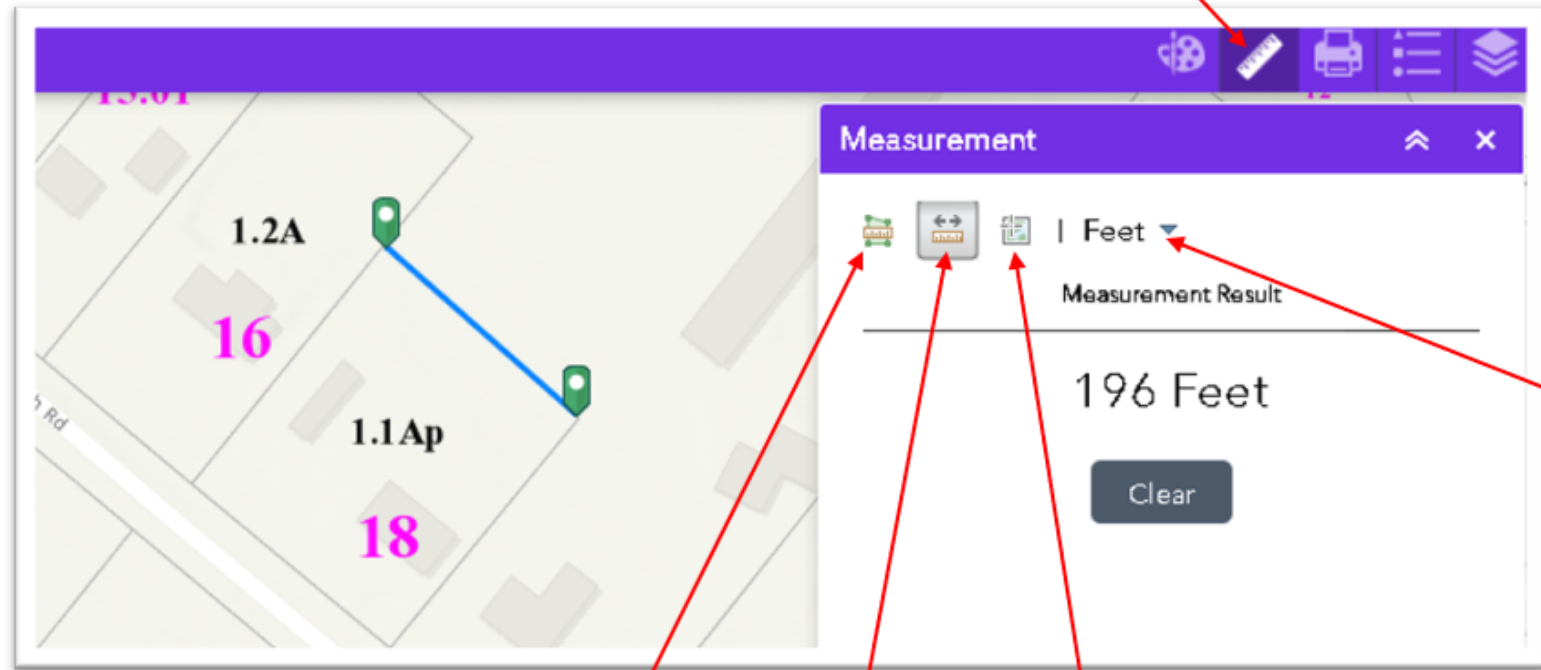 Measurement
1.2A
| Feet
Measurement Result
16
196 Feet
Rd
1.1Ap
Clear
18